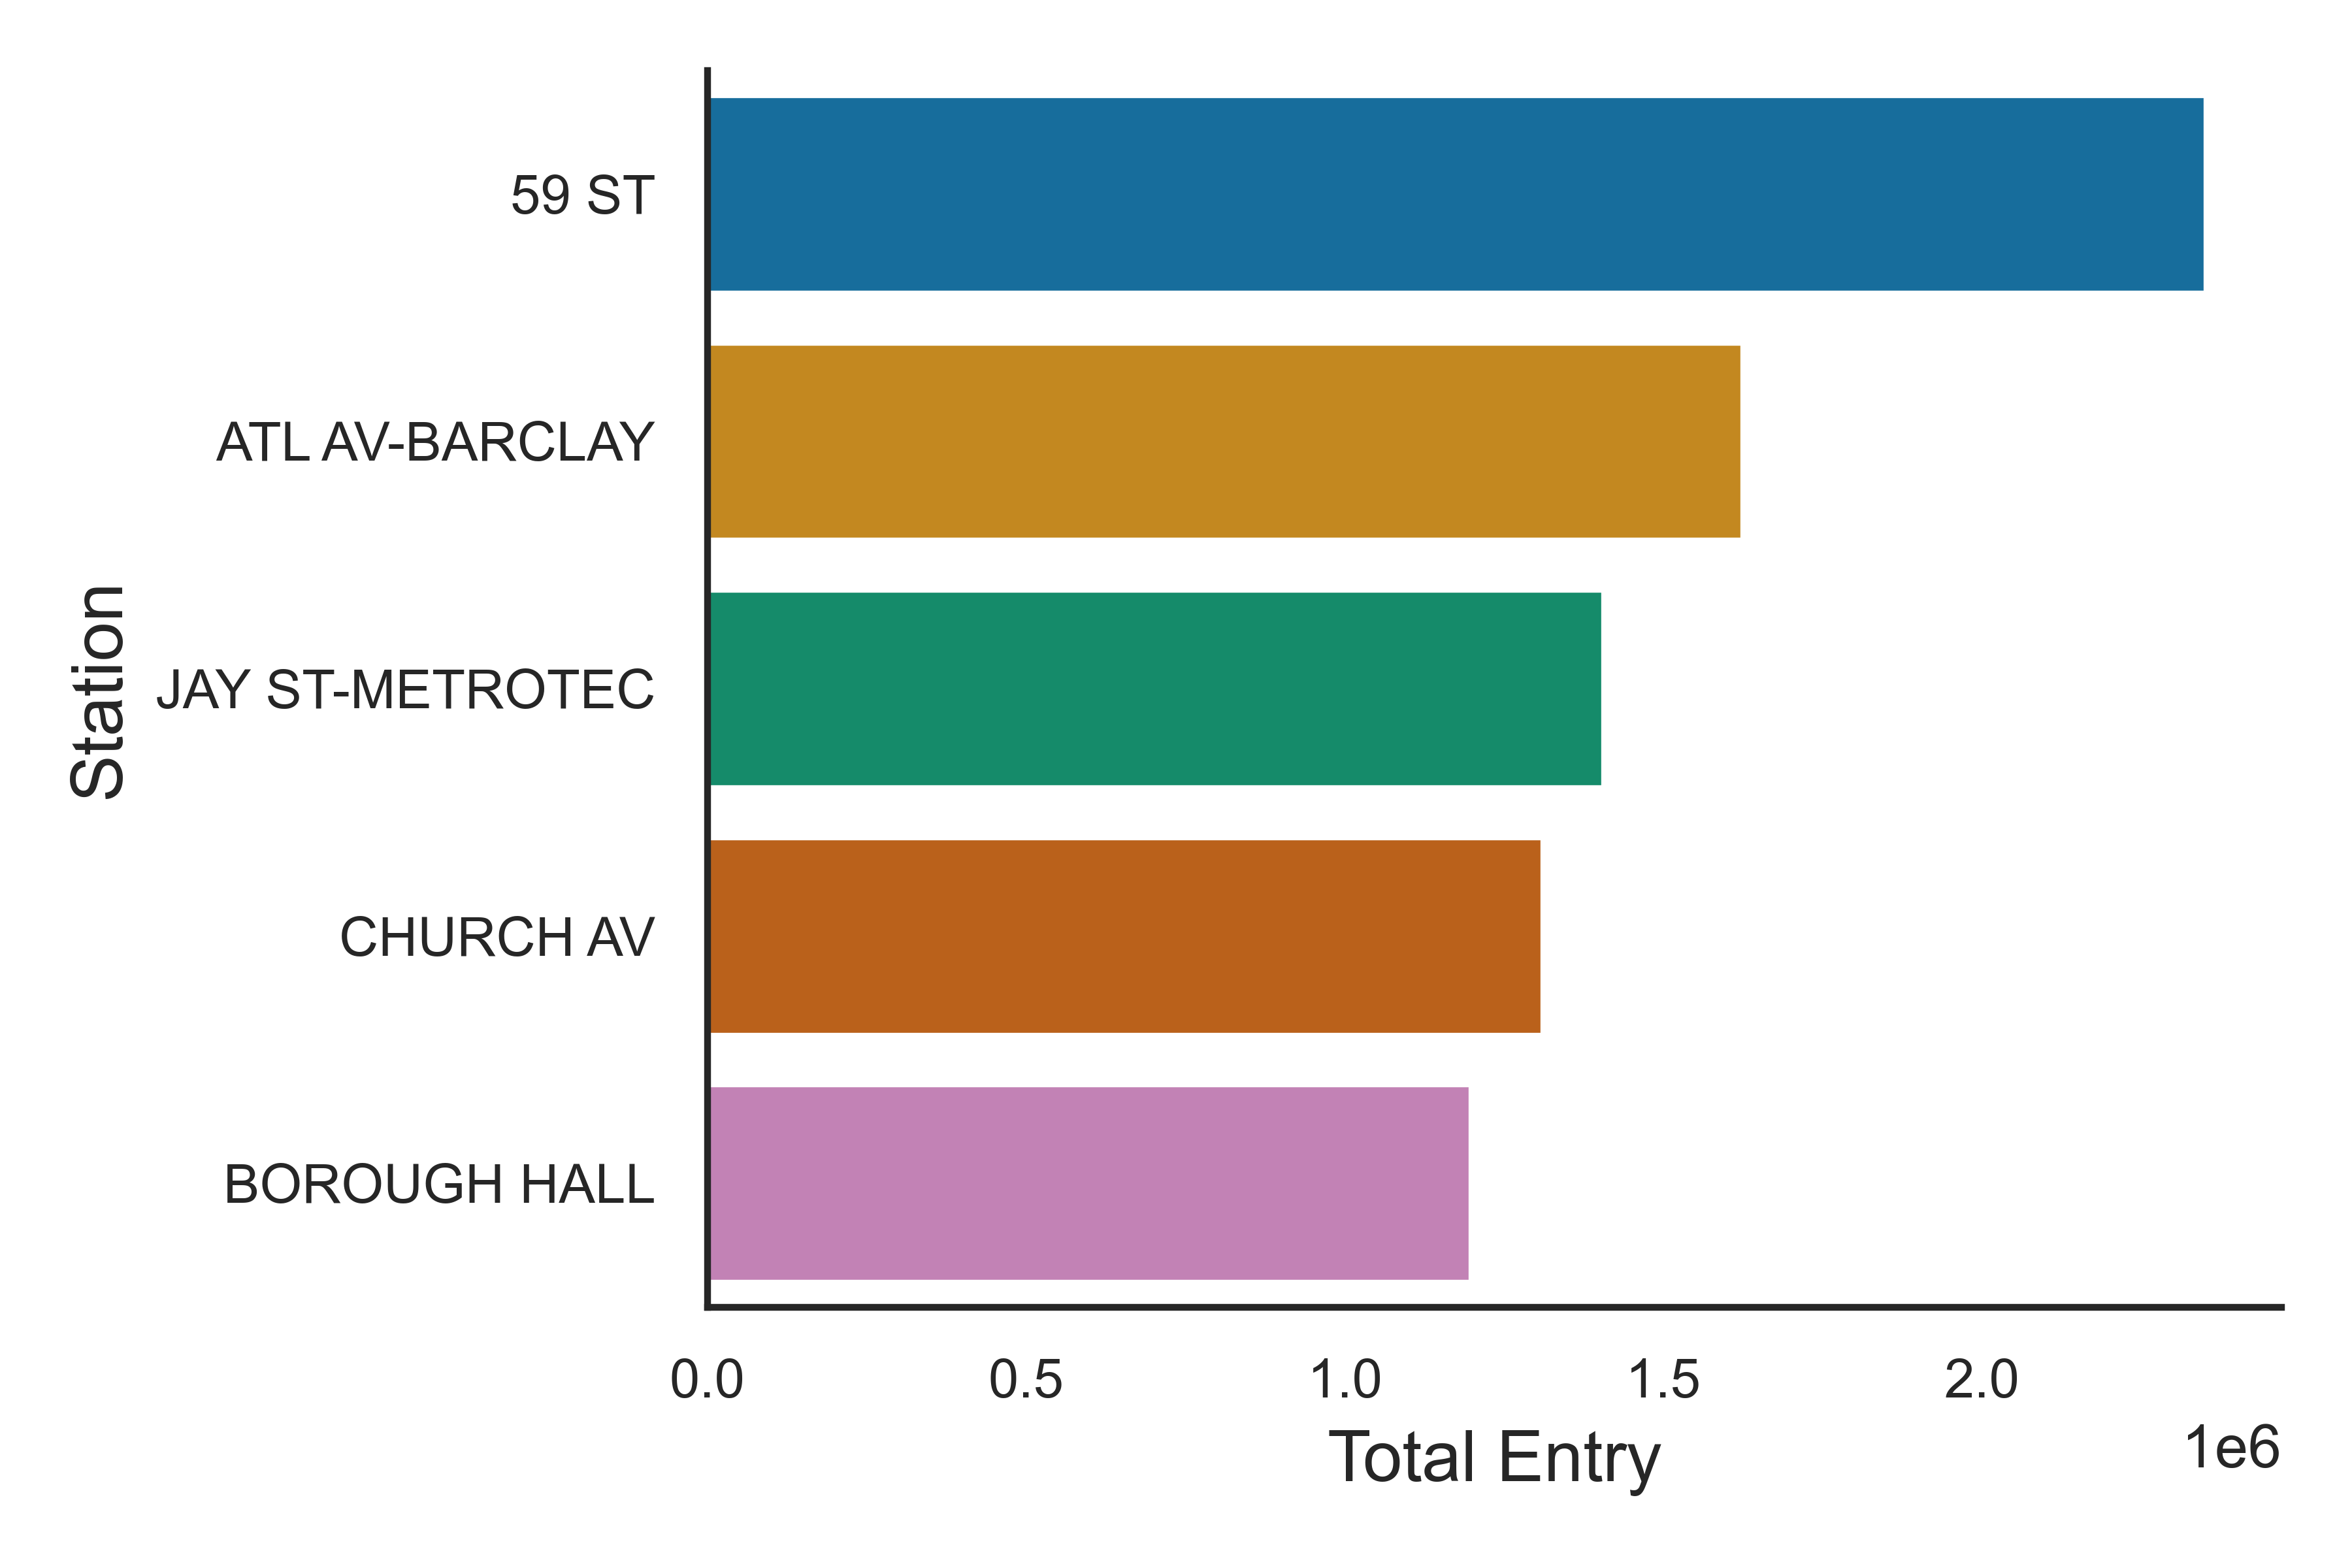 59 ST
ATL AV-BARCLAY
JAY ST-METROTEC
CHURCH AV
BOROUGH HALL
Station
0.0 0.5 1.0 1.5 2.0
1e6
Total Entry